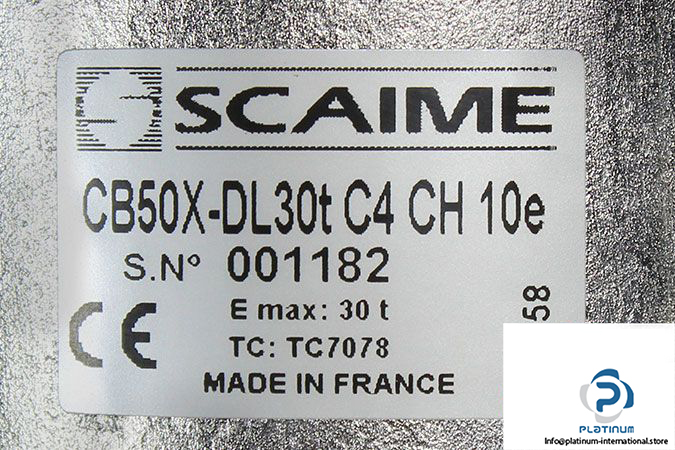 SCAIME
CB50X-DL30t C4 CH 10e
S.N° 001182
E max: 30 t
TC: TC7078
MADE IN FRANCE
58
CE
PLATINUM
info@platinum-international.store